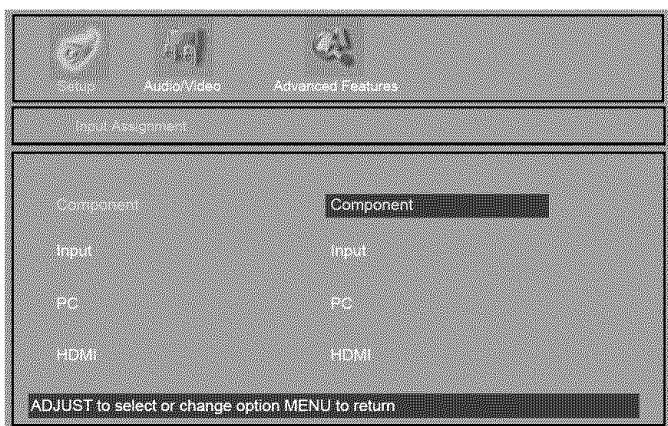 Setup Audio/Video Advanced Features
Input Assignment
Component Component
Input Input
PC PC
HDMI HDMI
ADJUST to select or change option MENU to return